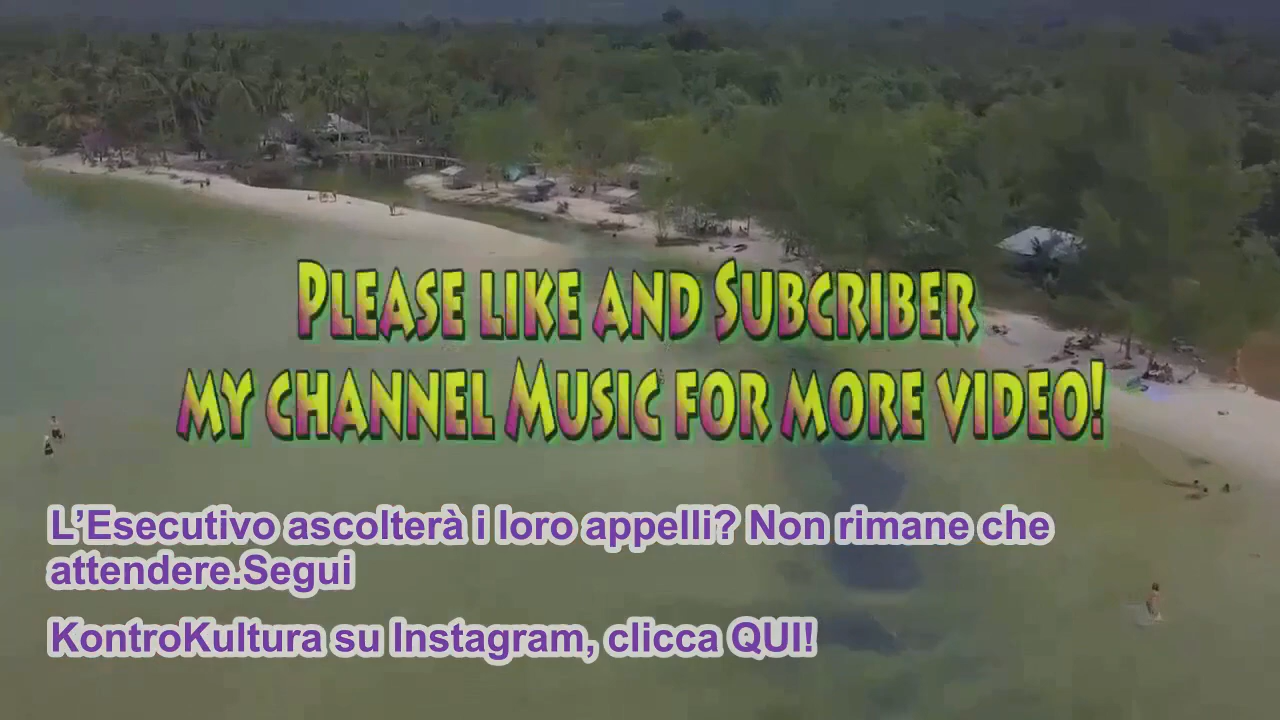 Please like and Subcriber
my channel Music for more video!
L’Esecutivo ascolterà i loro appelli? Non rimane che
attendere.Segui
KontroKultura su Instagram, clicca QUI!